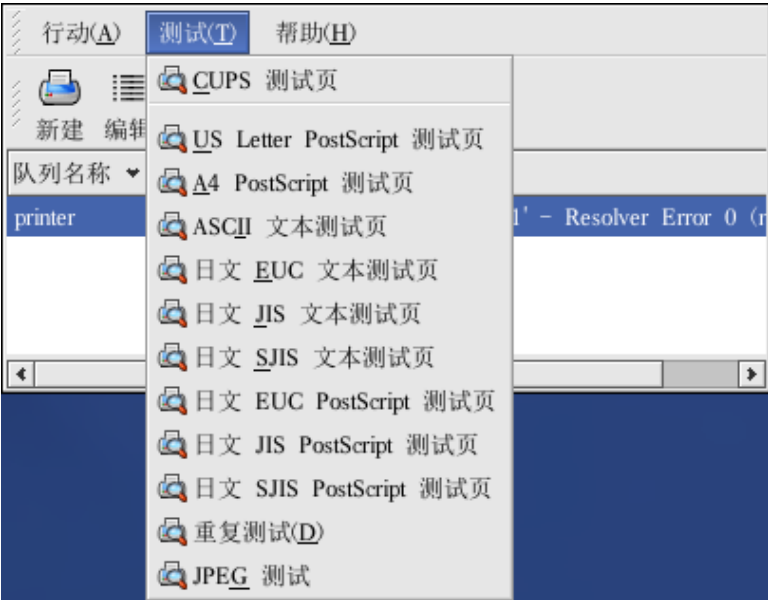 行动(A) 测试(T) 帮助(H)
CUPS 测试页
新建 编辑
US Letter PostScript 测试页
队列名称
A4 PostScript 测试页
printer 1' - Resolver Error 0 (r
ASCII 文本测试页
日文 EUC 文本测试页
日文 JIS 文本测试页
日文 SJIS 文本测试页
日文 EUC PostScript 测试页
日文 JIS PostScript 测试页
日文 SJIS PostScript 测试页
重复测试(D)
JPEG 测试